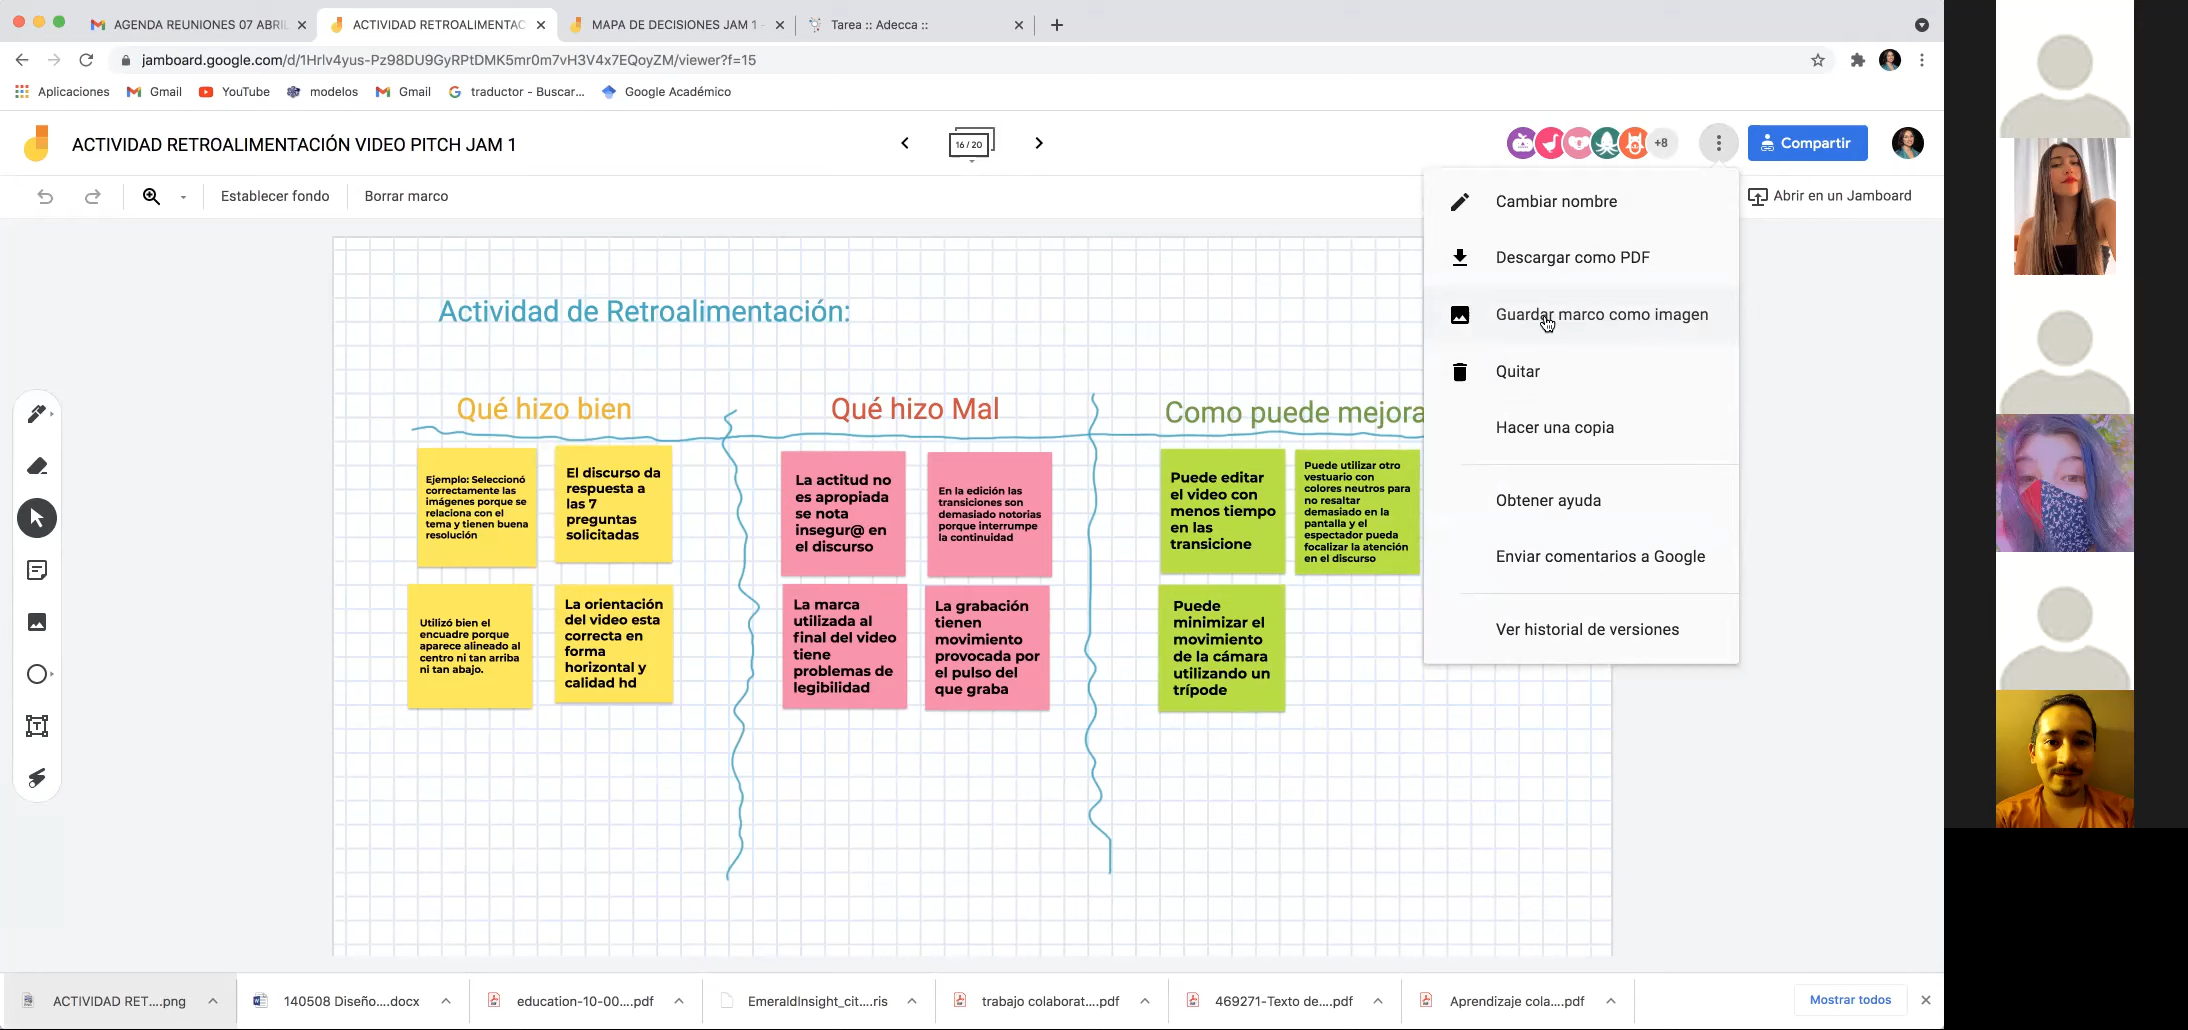 AGENDA REUNIONES 07 ABRIL
ACTIVIDAD RETROALIMENTAC
MAPA DE DECISIONES JAM 1 -
Tarea :: Adecca ::
jamboard.google.com/d/1Hrlv4yus-Pz98DU9GyRPtDMK5mr0m7vH3V4x7EQoyZM/viewer?f=15
Aplicaciones
Gmail
YouTube
modelos
Gmail
traductor - Buscar...
Google Académico
ACTIVIDAD RETROALIMENTACIÓN VIDEO PITCH JAM 1
16 / 20
+8
Compartir
Establecer fondo
Borrar marco
Abrir en un Jamboard
Cambiar nombre
Descargar como PDF
Guardar marco como imagen
Quitar
Hacer una copia
Obtener ayuda
Enviar comentarios a Google
Ver historial de versiones
Actividad de Retroalimentación:
Qué hizo bien
Qué hizo Mal
Como puede mejora
Ejemplo: Seleccionó
correctamente las
imágenes porque se
relaciona con el
tema y tienen buena
resolución
El discurso da
respuesta a
las 7
preguntas
solicitadas
La actitud no
es apropiada
se nota
insegur@ en
el discurso
En la edición las
transiciones son
demasiado notorias
porque interrumpe
la continuidad
Puede editar
el video con
menos tiempo
en las
transicione
Puede utilizar otro
vestuario con
colores neutros para
no resaltar
demasiado en la
pantalla y el
espectador pueda
focalizar la atención
en el discurso
Utilizó bien el
encuadre porque
aparece alineado al
centro ni tan arriba
ni tan abajo.
La orientación
del video esta
correcta en
forma
horizontal y
calidad hd
La marca
utilizada al
final del video
tiene
problemas de
legibilidad
La grabación
tienen
movimiento
provocada por
el pulso del
que graba
Puede
minimizar el
movimiento
de la cámara
utilizando un
trípode
ACTIVIDAD RET....png
140508 Diseño....docx
education-10-00....pdf
EmeraldInsight_cit....ris
trabajo colaborat....pdf
469271-Texto de....pdf
Aprendizaje cola....pdf
Mostrar todos